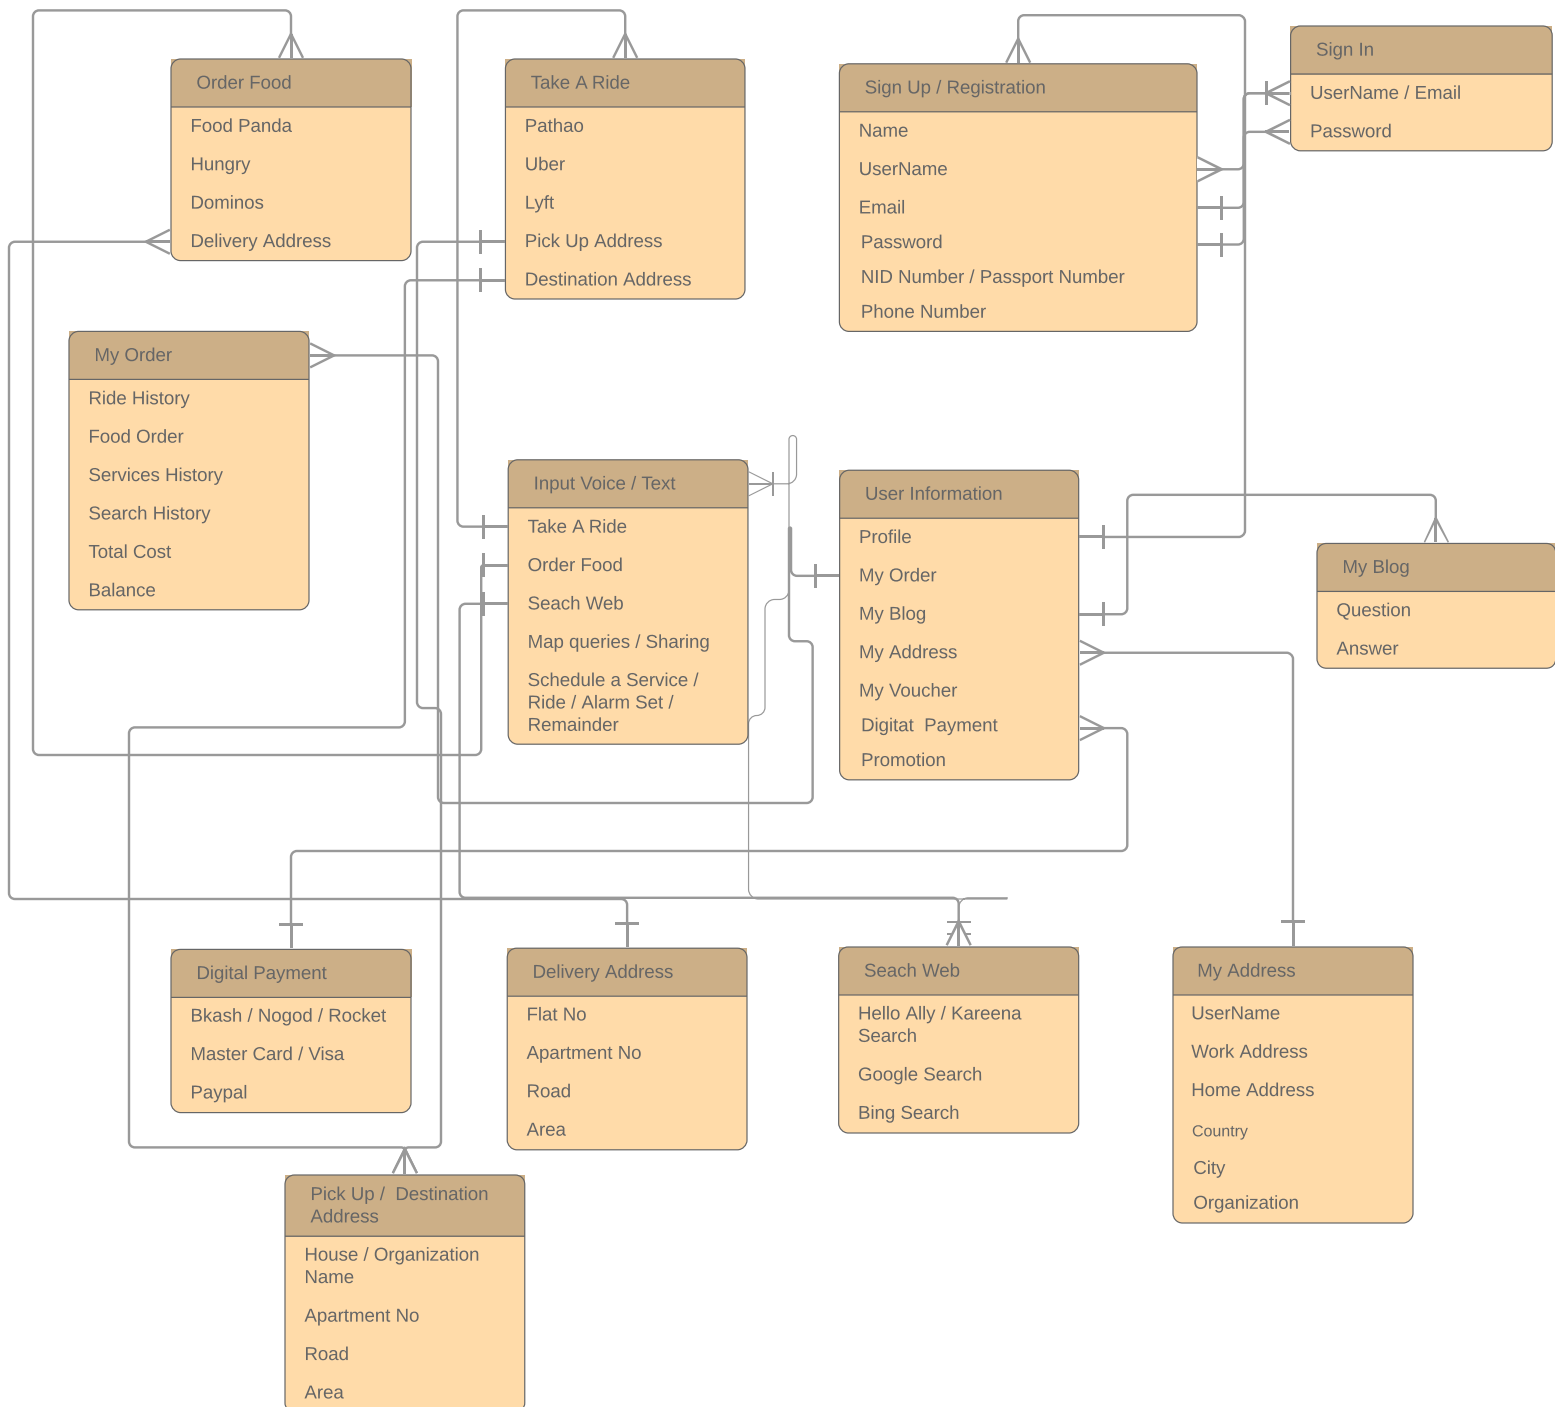 Order Food
Food Panda
Hungry
Dominos
Delivery Address
Take A Ride
Pathao
Uber
Lyft
Pick Up Address
Destination Address
Sign Up / Registration
Name
UserName
Email
Password
NID Number / Passport Number
Phone Number
Sign In
UserName / Email
Password
My Order
Ride History
Food Order
Services History
Search History
Total Cost
Balance
Input Voice / Text
Take A Ride
Order Food
Seach Web
Map queries / Sharing
Schedule a Service /
Ride / Alarm Set /
Remainder
User Information
Profile
My Order
My Blog
My Address
My Voucher
Digitat  Payment
Promotion
My Blog
Question
Answer
Digital Payment
Bkash / Nogod / Rocket
Master Card / Visa
Paypal
Delivery Address
Flat No
Apartment No
Road
Area
Seach Web
Hello Ally / Kareena
Search
Google Search
Bing Search
My Address
UserName
Work Address
Home Address
Country
City
Organization
Pick Up /  Destination
Address
House / Organization
Name
Apartment No
Road
Area